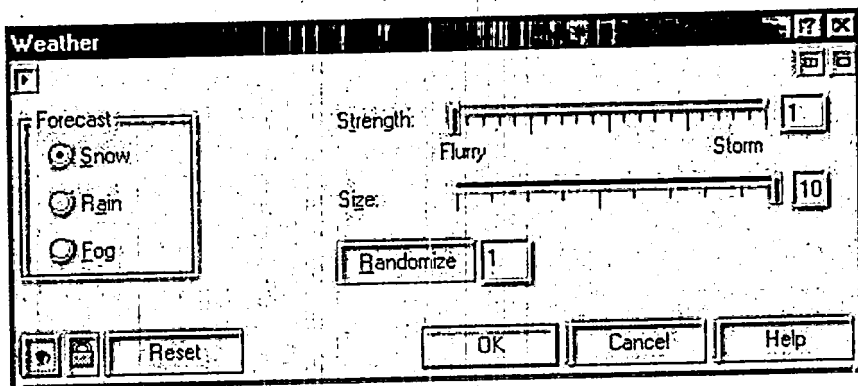 Weather
Forecast
Snow
Rain
Fog
Strength: 1
Flurry Storm
Size: 10
Randomize 1
Reset OK Cancel Help